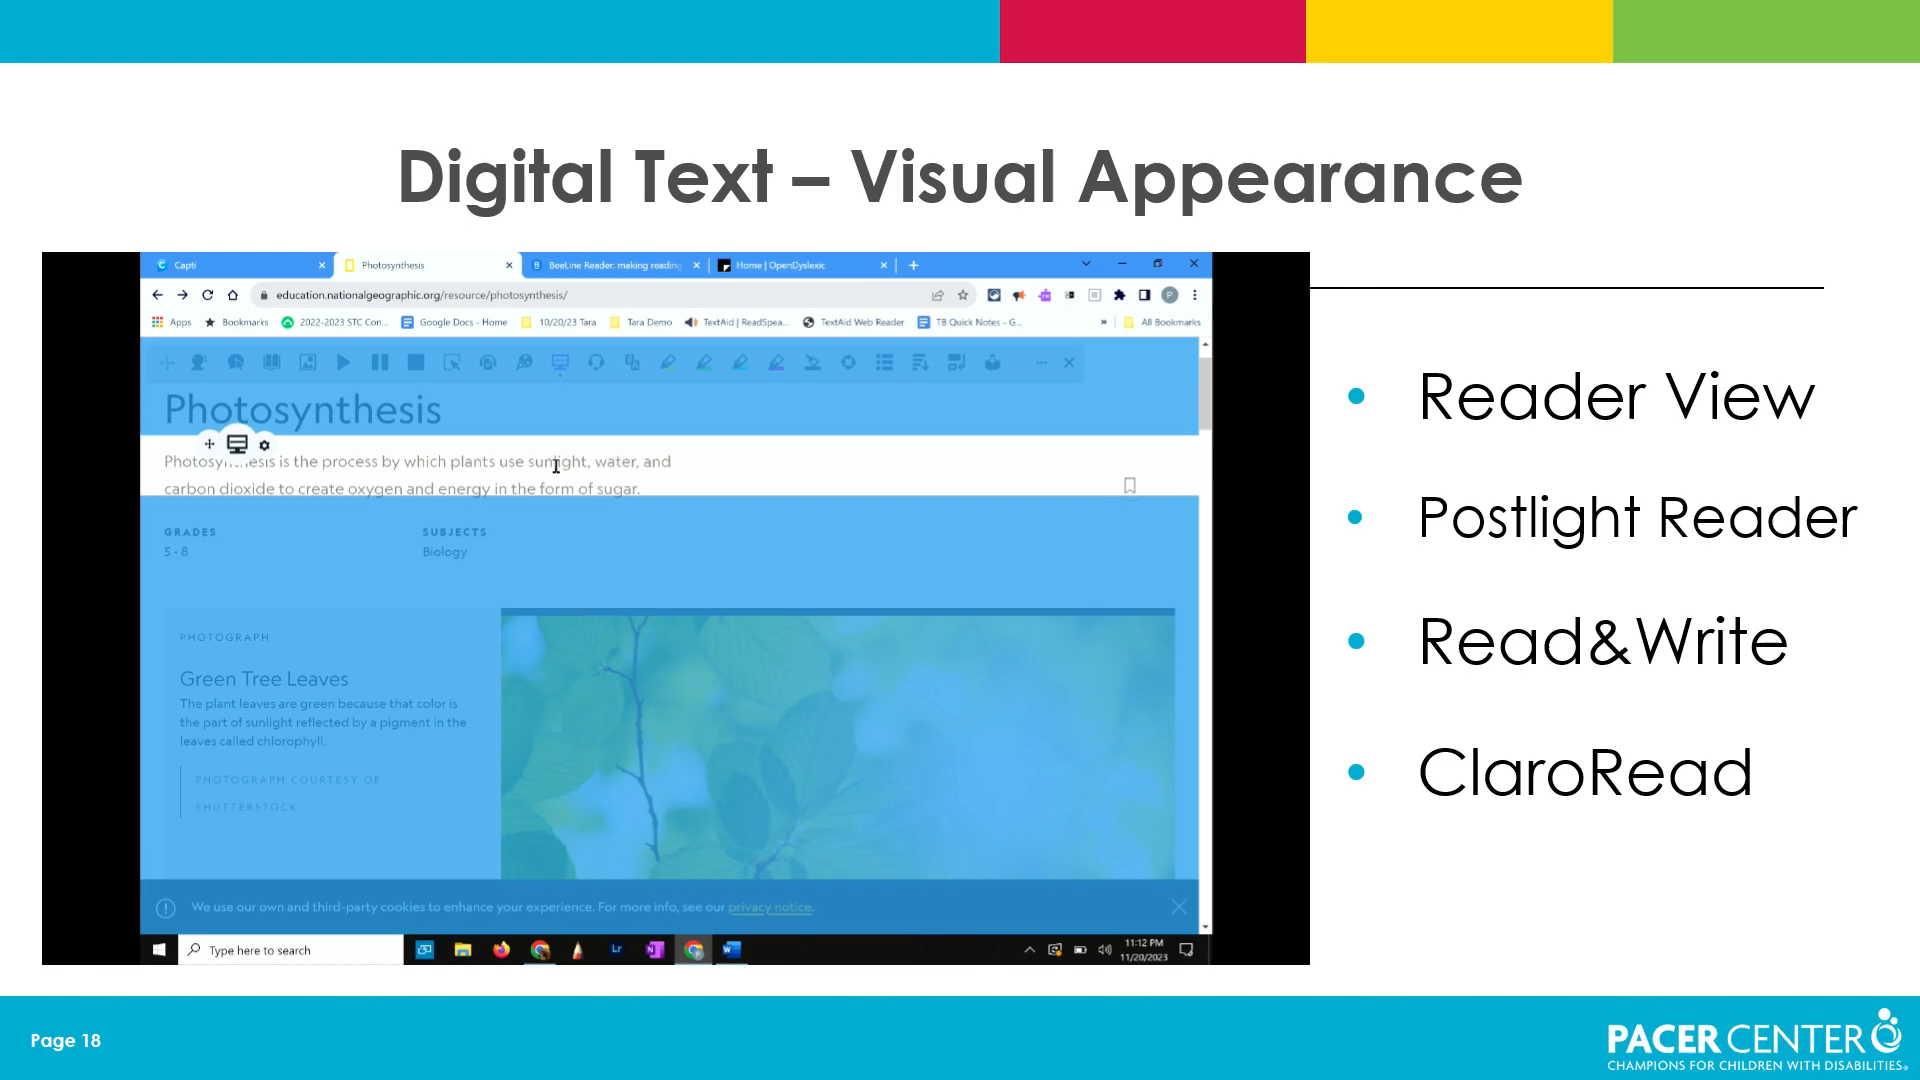 Digital Text – Visual Appearance
Capti
Photosynthesis
BeeLine Reader: making reading
Home | OpenDyslexic
education.nationalgeographic.org/resource/photosynthesis/
Apps
Bookmarks
2022-2023 STC Con...
Google Docs - Home
10/20/23 Tara
Tara Demo
TextAid | ReadSpea...
TextAid Web Reader
TB Quick Notes - G...
»
All Bookmarks
Photosynthesis
Photosynthesis is the process by which plants use sunlight, water, and
carbon dioxide to create oxygen and energy in the form of sugar.
GRADES
5 - 8
SUBJECTS
Biology
PHOTOGRAPH
Green Tree Leaves
The plant leaves are green because that color is
the part of sunlight reflected by a pigment in the
leaves called chlorophyll.
PHOTOGRAPH COURTESY OF
SHUTTERSTOCK
We use our own and third-party cookies to enhance your experience. For more info, see our privacy notice.
Type here to search
Lr
11:12 PM
11/20/2023
• Reader View
• Postlight Reader
• Read&Write
• ClaroRead
Page 18
PACER CENTER
CHAMPIONS FOR CHILDREN WITH DISABILITIES®